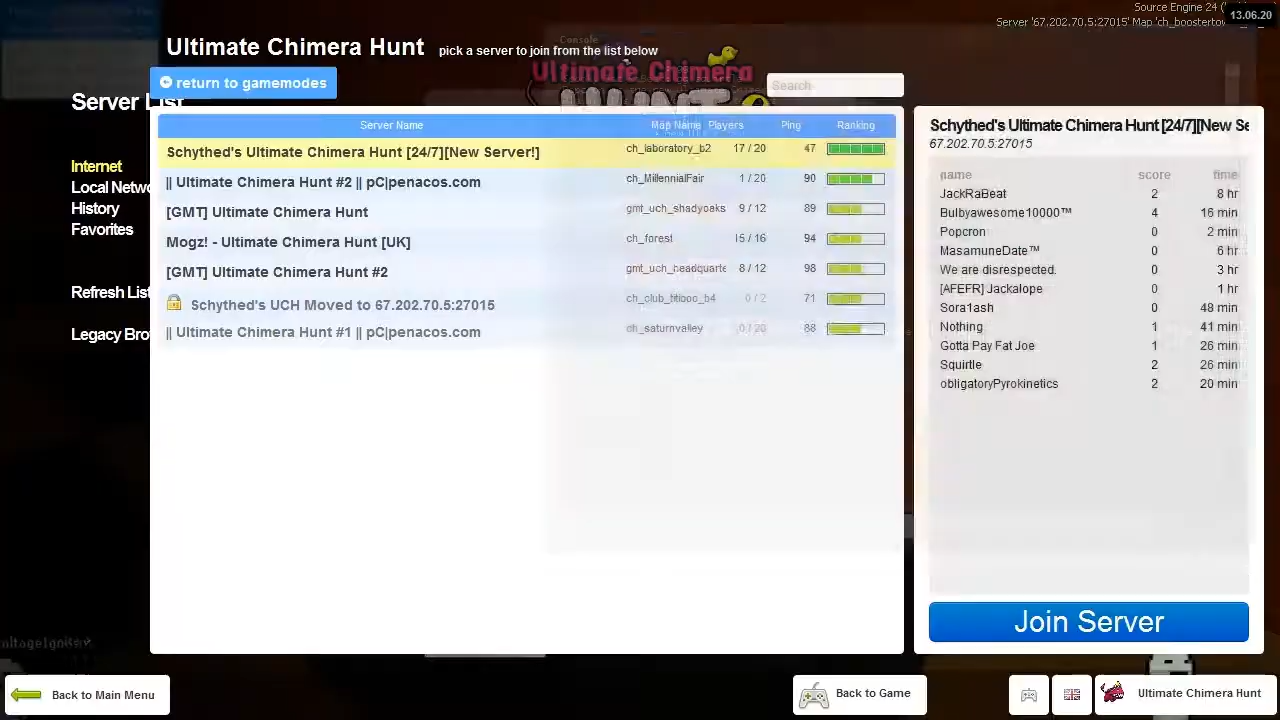 Source Engine 24
13.06.20
Server '67.202.70.5:27015' Map 'ch_boosterto
Ultimate Chimera Hunt pick a server to join from the list below
Console
Ultimate Chimera
HUNT
return to gamemodes
Search
Server List
Internet
Local Netwo
History
Favorites
Refresh List
Legacy Bro
Server Name Map Name Players Ping Ranking
Schythed's Ultimate Chimera Hunt [24/7][New Server!] ch_laboratory_b2 17 / 20 47
|| Ultimate Chimera Hunt #2 || pC|penacos.com ch_MillennialFair 1 / 20 90
[GMT] Ultimate Chimera Hunt gmt_uch_shadyoaks 9 / 12 89
Mogz! - Ultimate Chimera Hunt [UK] ch_forest 15 / 16 94
[GMT] Ultimate Chimera Hunt #2 gmt_uch_headquarte 8 / 12 98
Schythed's UCH Moved to 67.202.70.5:27015 0 / 2 71
|| Ultimate Chimera Hunt #1 || pC|penacos.com ch_saturnvalley 0 / 20 88
Schythed's Ultimate Chimera Hunt [24/7][New Se
67.202.70.5:27015
name score time
JackRaBeat 2 8 hr
Bulbyawesome10000™ 4 16 min
Popcron 0 2 min
MasamuneDate™ 0 6 hr
We are disrespected. 0 3 hr
[AFEFR] Jackalope 0 1 hr
Sora1ash 0 48 min
Nothing 1 41 min
Gotta Pay Fat Joe 1 26 min
Squirtle 2 26 min
obligatoryPyrokinetics 2 20 min
Join Server
Back to Main Menu
Back to Game
Ultimate Chimera Hunt